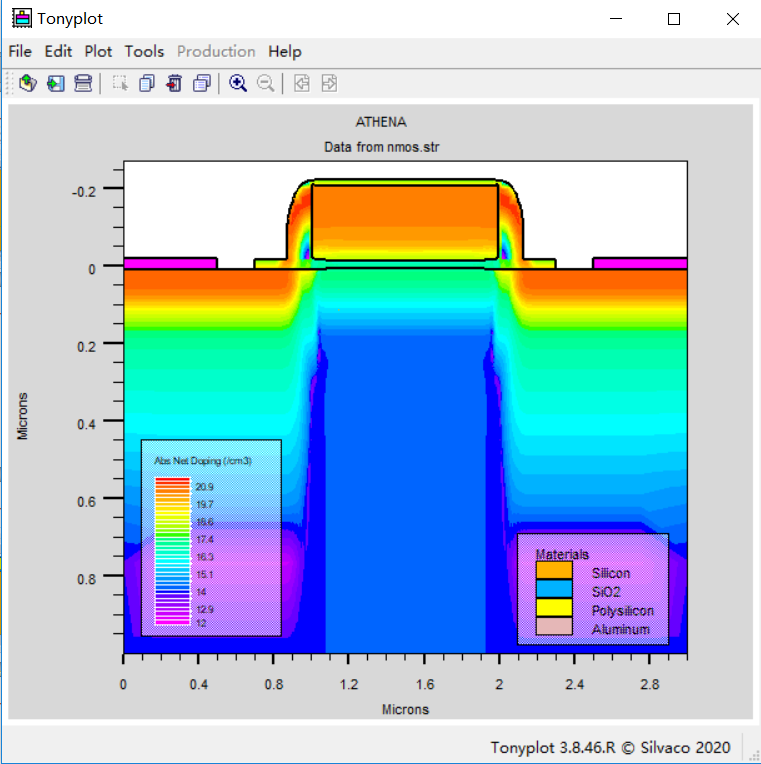 Tonyplot
File Edit Plot Tools Production Help
ATHENA
Data from nmos.str
-0.2
0
0.2
0.4
0.6
0.8
Microns
Abs Net Doping (/cm3)
20.9
19.7
18.6
17.4
16.3
15.1
14
12.9
12
Materials
Silicon
SiO2
Polysilicon
Aluminum
0 0.4 0.8 1.2 1.6 2 2.4 2.8
Microns
Tonyplot 3.8.46.R © Silvaco 2020